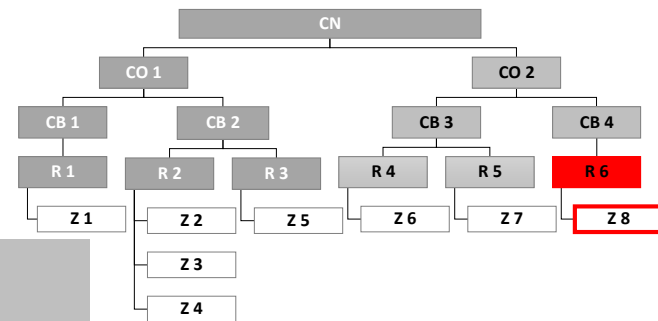 CN
CO 1
CO 2
CB 1
CB 2
CB 3
CB 4
R 1
R 2
R 3
R 4
R 5
R 6
Z 1
Z 2
Z 5
Z 6
Z 7
Z 8
Z 3
Z 4